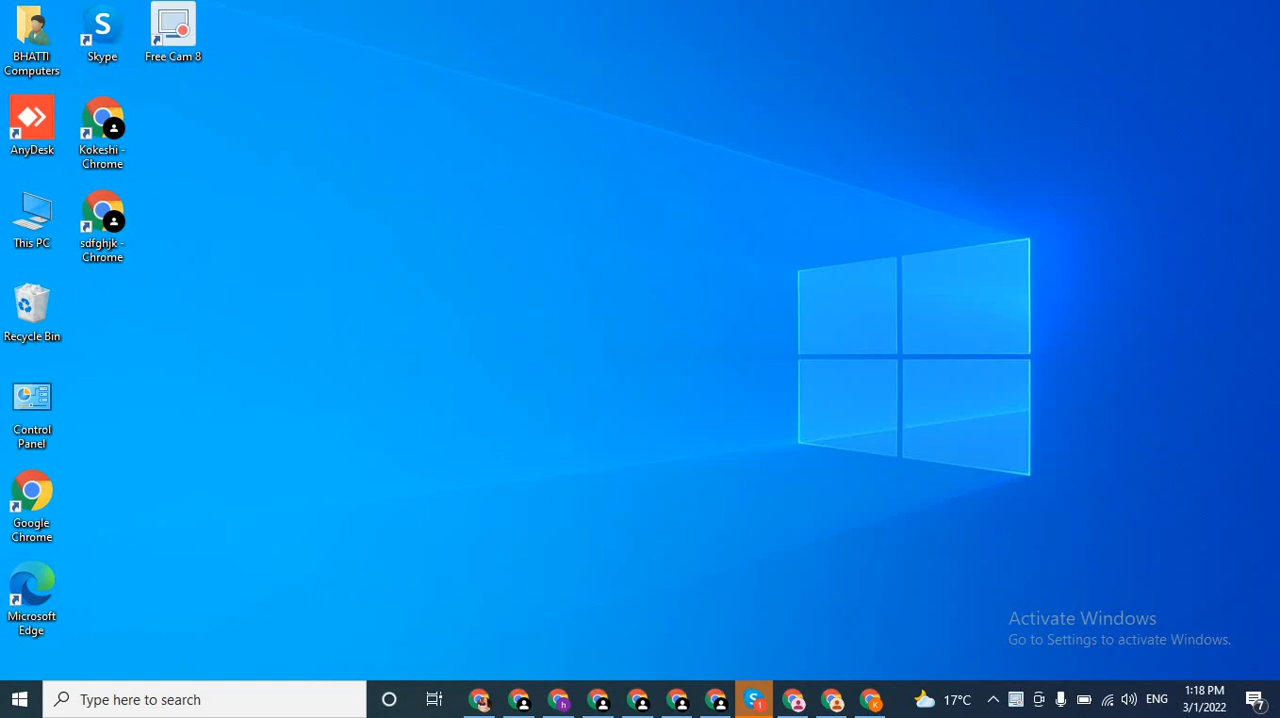 BHATTI
Computers
Skype
Free Cam 8
AnyDesk
Kokeshi -
Chrome
This PC
sdfghjk -
Chrome
Recycle Bin
Control
Panel
Google
Chrome
Microsoft
Edge
Activate Windows
Go to Settings to activate Windows.
Type here to search
h
S
1
K
17°C
ENG
1:18 PM
3/1/2022
7